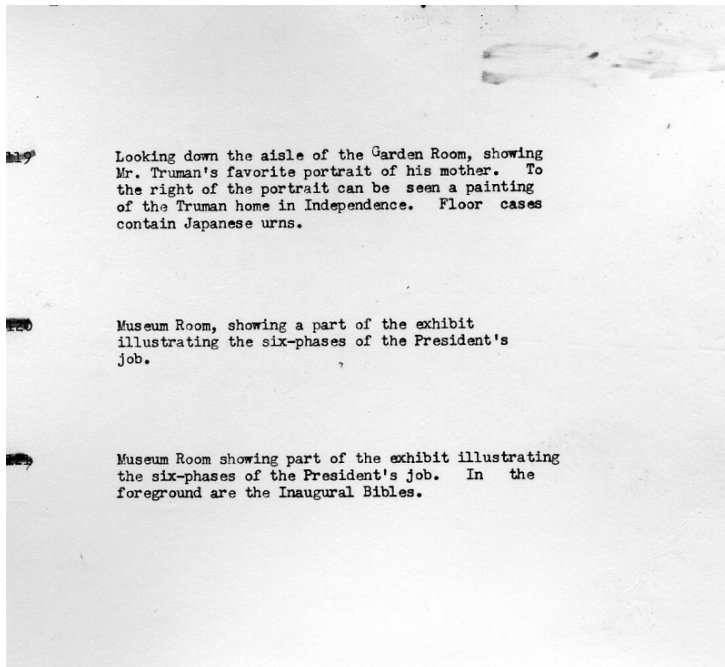 119
Looking down the aisle of the Garden Room, showing
Mr. Truman's favorite portrait of his mother. To
the right of the portrait can be seen a painting
of the Truman home in Independence. Floor cases
contain Japanese urns.
120
Museum Room, showing a part of the exhibit
illustrating the six-phases of the President's
job.
Museum Room showing part of the exhibit illustrating
the six-phases of the President's job. In the
foreground are the Inaugural Bibles.